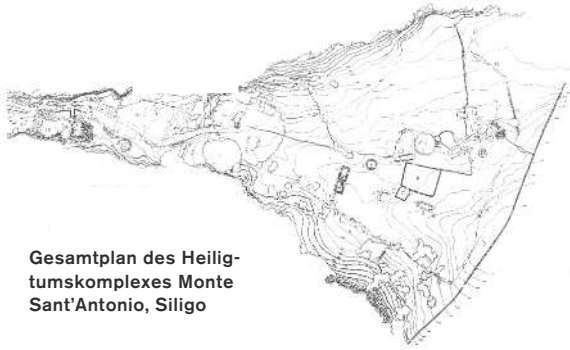 Gesamtplan des Heilig-
tumskomplexes Monte
Sant'Antonio, Siligo